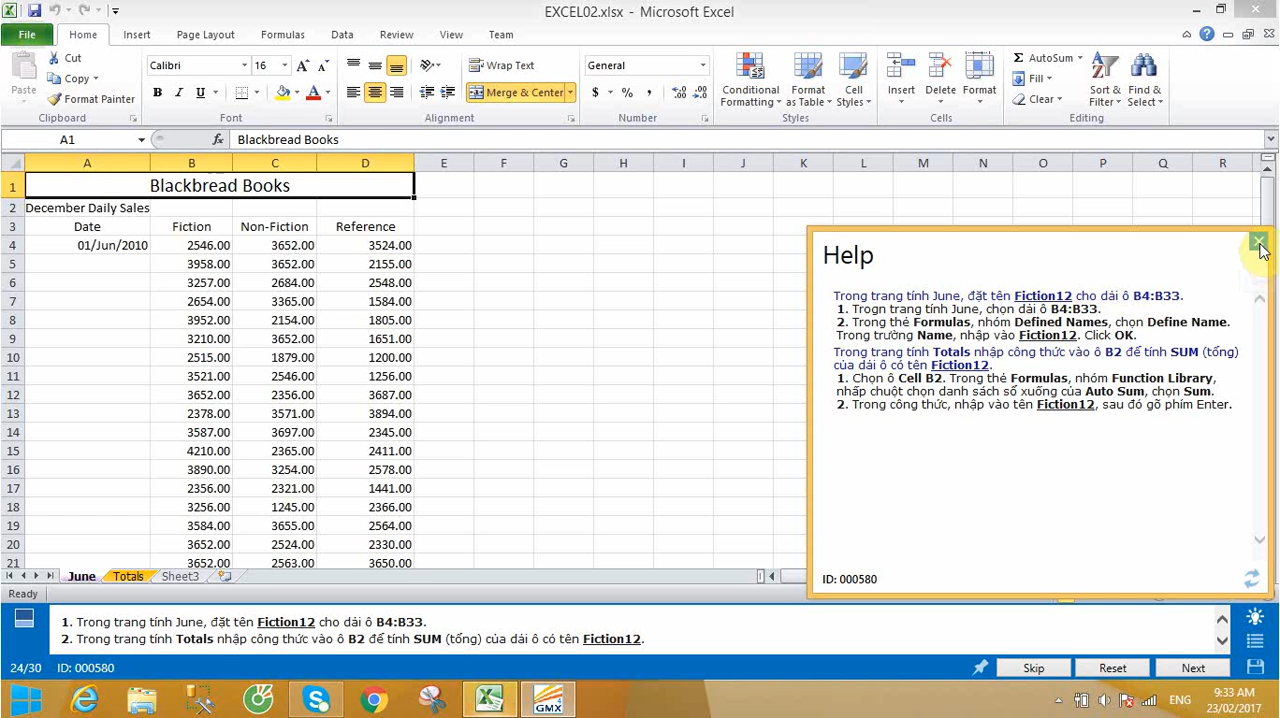 EXCEL02.xlsx - Microsoft Excel
File Home Insert Page Layout Formulas Data Review View Team
Cut
Copy
Format Painter
Paste
Clipboard
Calibri 16
Font
Wrap Text
Merge & Center
Alignment
General
Number
Conditional Formatting
Format as Table
Cell Styles
Styles
Insert Delete Format
Cells
AutoSum
Fill
Clear
Sort & Filter
Find & Select
Editing
A1 fx Blackbread Books
A B C D E F G H I J K L M N O P Q R
1 Blackbread Books
2 December Daily Sales
3 Date Fiction Non-Fiction Reference
4 01/Jun/2010 2546.00 3652.00 3524.00
5 3958.00 3652.00 2155.00
6 3257.00 2684.00 2548.00
7 2654.00 3365.00 1584.00
8 3952.00 2154.00 1805.00
9 3210.00 3652.00 1651.00
10 2515.00 1879.00 1200.00
11 3521.00 2546.00 1256.00
12 3652.00 2356.00 3687.00
13 2378.00 3571.00 3894.00
14 3587.00 3697.00 2345.00
15 4210.00 2365.00 2411.00
16 3890.00 3254.00 2578.00
17 2356.00 2321.00 1441.00
18 3256.00 1245.00 2366.00
19 3584.00 3655.00 2564.00
20 3652.00 2524.00 2330.00
21 3652.00 2563.00 3650.00
June Totals Sheet3
Ready
Help
Trong trang tính June, đặt tên Fiction12 cho dải ô B4:B33.
1. Trogn trang tính June, chọn dải ô B4:B33.
2. Trong thẻ Formulas, nhóm Defined Names, chọn Define Name.
Trong trường Name, nhập vào Fiction12. Click OK.
Trong trang tính Totals nhập công thức vào ô B2 để tính SUM (tổng)
của dải ô có tên Fiction12.
1. Chọn ô Cell B2. Trong thẻ Formulas, nhóm Function Library,
nhấp chuột chọn danh sách sổ xuống của Auto Sum, chọn Sum.
2. Trong công thức, nhập vào tên Fiction12, sau đó gõ phím Enter.
ID: 000580
1. Trong trang tính June, đặt tên Fiction12 cho dải ô B4:B33.
2. Trong trang tính Totals nhập công thức vào ô B2 để tính SUM (tổng) của dải ô có tên Fiction12.
24/30 ID: 000580 Skip Reset Next
GMX
ENG
9:33 AM
23/02/2017